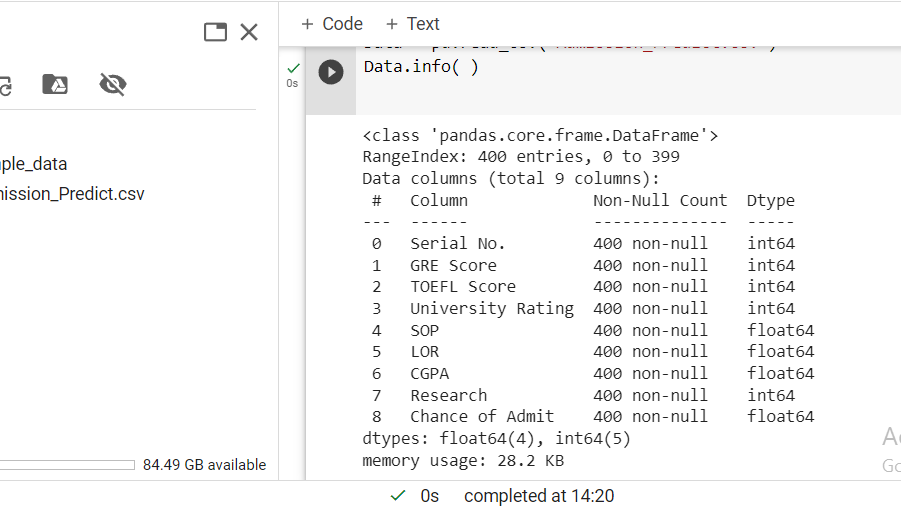 + Code + Text
Data.info( )
0s
<class 'pandas.core.frame.DataFrame'>
RangeIndex: 400 entries, 0 to 399
Data columns (total 9 columns):
# Column Non-Null Count Dtype
--- ------ -------------- -----
0 Serial No. 400 non-null int64
1 GRE Score 400 non-null int64
2 TOEFL Score 400 non-null int64
3 University Rating 400 non-null int64
4 SOP 400 non-null float64
5 LOR 400 non-null float64
6 CGPA 400 non-null float64
7 Research 400 non-null int64
8 Chance of Admit 400 non-null float64
dtypes: float64(4), int64(5)
memory usage: 28.2 KB
ple_data
ission_Predict.csv
84.49 GB available
0s completed at 14:20